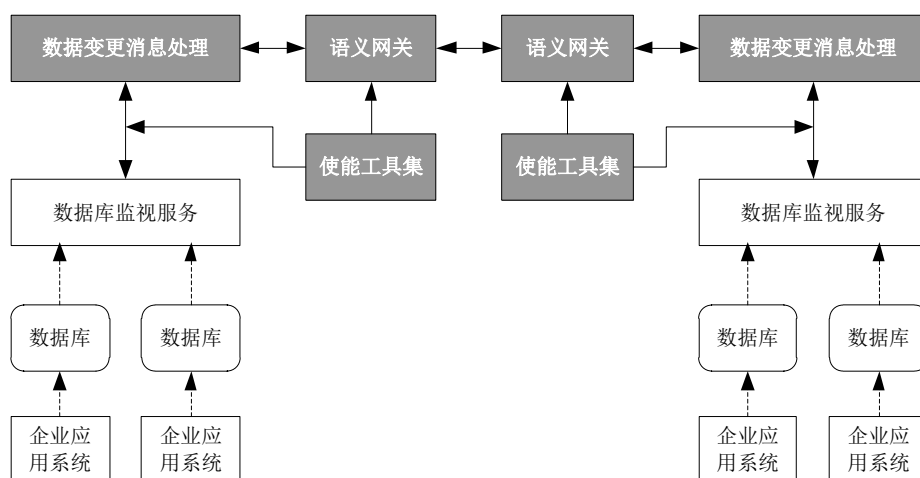 数据变更消息处理
语义网关
语义网关
数据变更消息处理
使能工具集
使能工具集
数据库监视服务
数据库监视服务
数据库
数据库
数据库
数据库
企业应
用系统
企业应
用系统
企业应
用系统
企业应
用系统